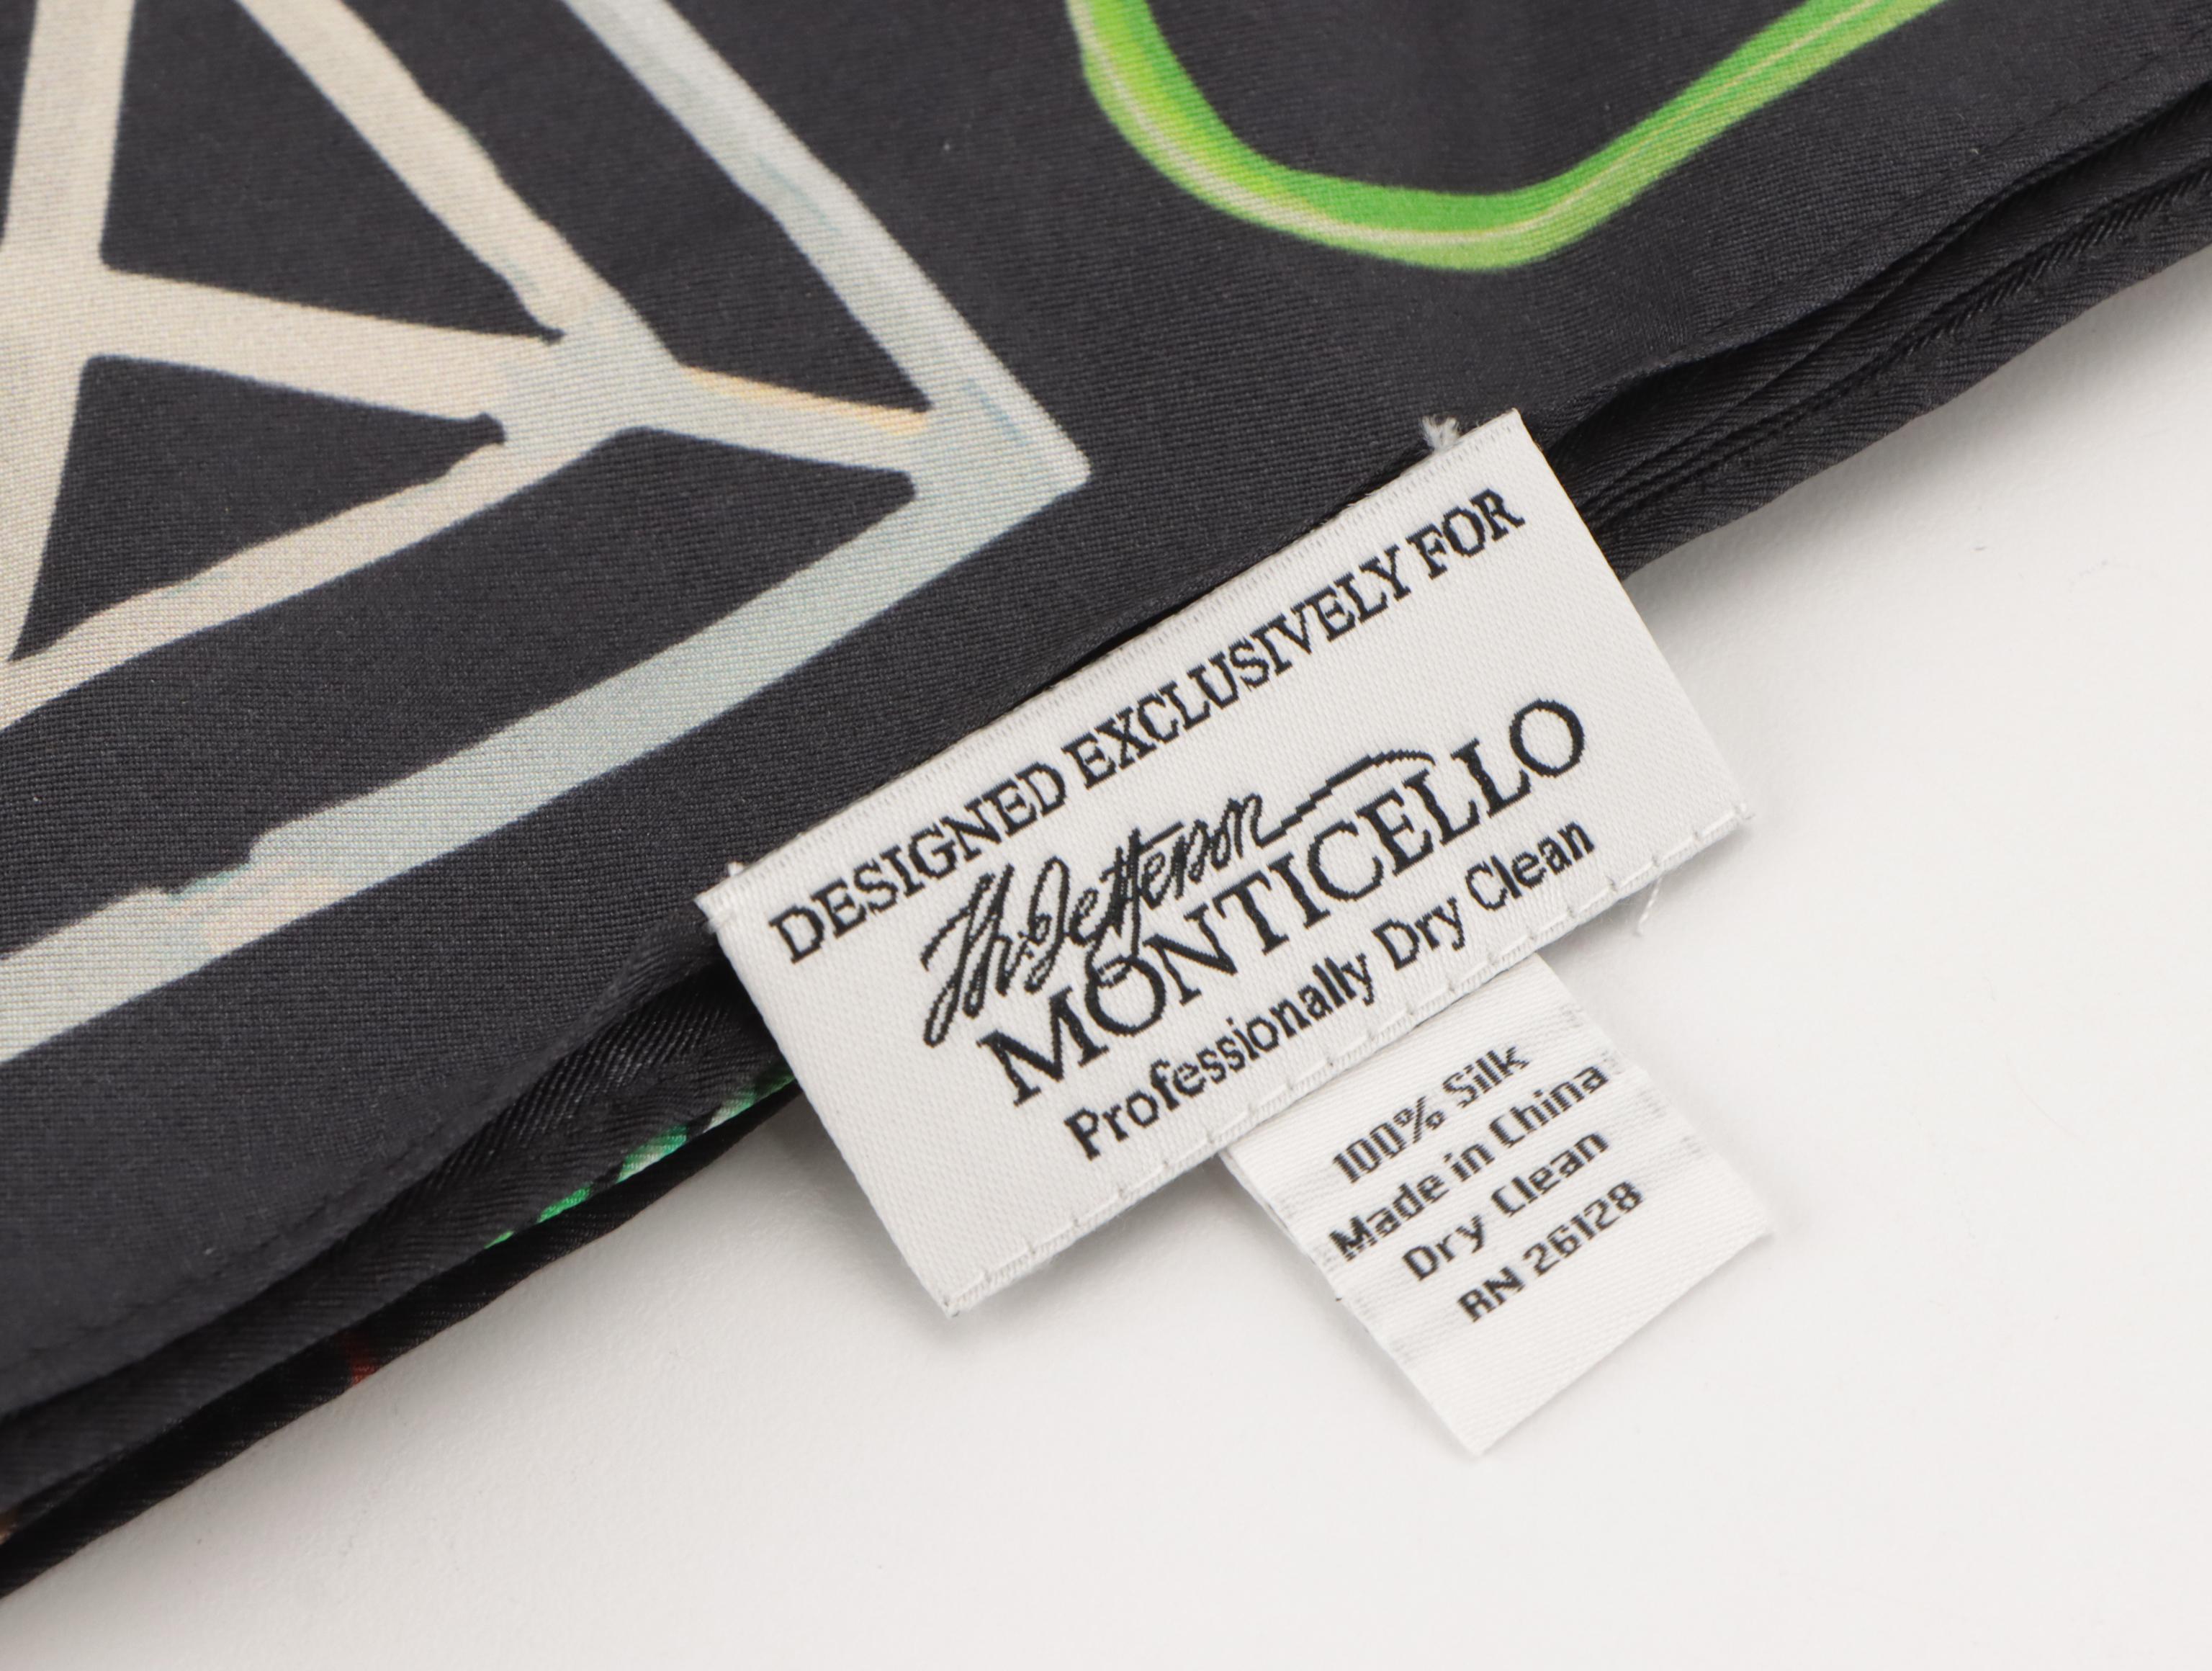 DESIGNED EXCLUSIVELY FOR
Th:Jefferson
MONTICELLO
Professionally Dry Clean
100% Silk
Made in China
Dry Clean
RN 26128